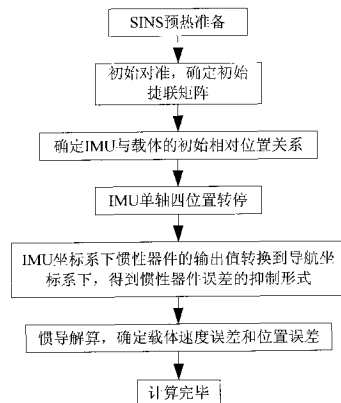 SINS预热准备
初始对准，确定初始
捷联矩阵
确定IMU与载体的初始相对位置关系
IMU单轴四位置转停
IMU坐标系下惯性器件的输出值转换到导航坐
标系下，得到惯性器件误差的抑制形式
惯导解算，确定载体速度误差和位置误差
计算完毕